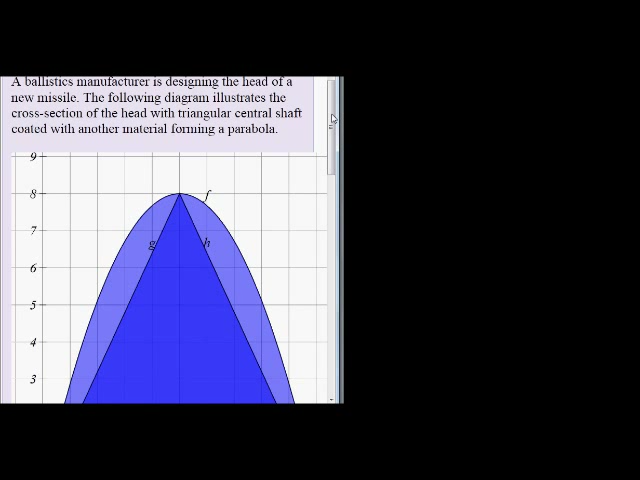 A ballistics manufacturer is designing the head of a
new missile. The following diagram illustrates the
cross-section of the head with triangular central shaft
coated with another material forming a parabola.
9
8
f
7
g
h
6
5
4
3